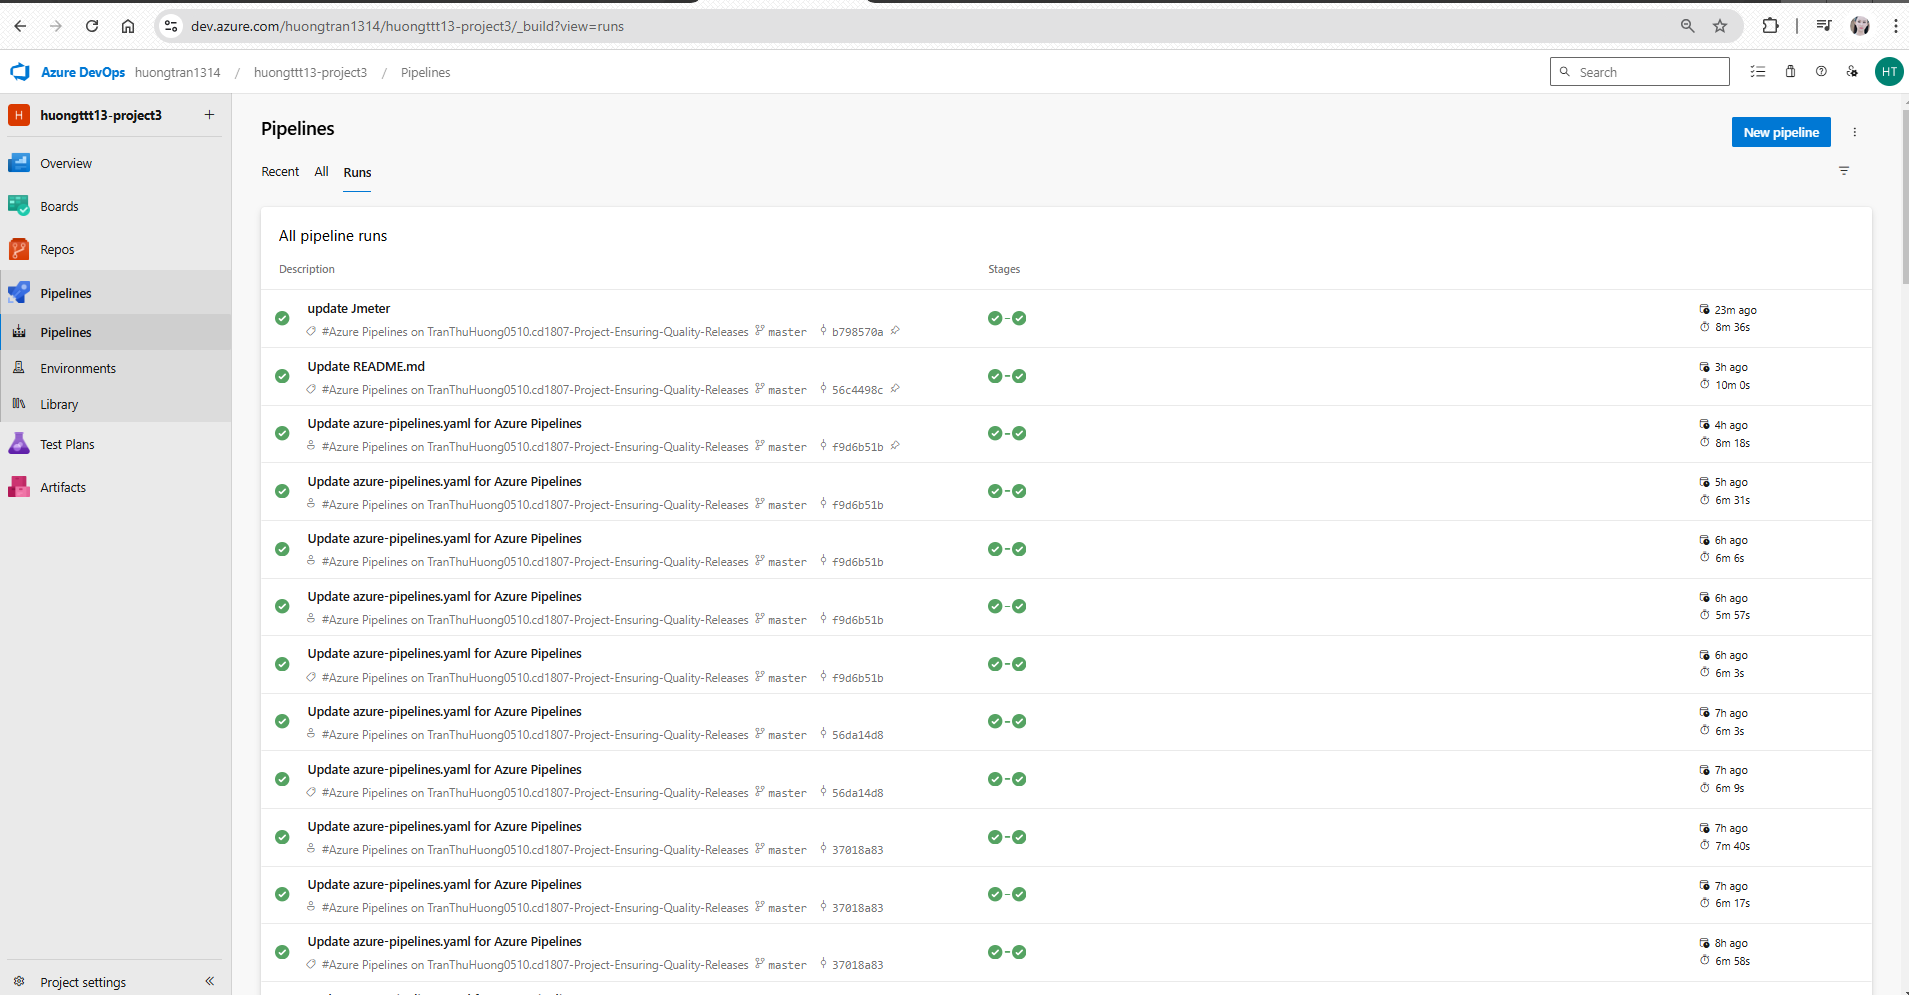 dev.azure.com/huongtran1314/huongttt13-project3/_build?view=runs
Azure DevOps huongtran1314 / huongttt13-project3 / Pipelines
Search
HT
H huongttt13-project3 +
Overview
Boards
Repos
Pipelines
Pipelines
Environments
Library
Test Plans
Artifacts
Project settings
Pipelines
New pipeline
Recent All Runs
All pipeline runs
Description Stages
update Jmeter
#Azure Pipelines on TranThuHuong0510.cd1807-Project-Ensuring-Quality-Releases master b798570a
23m ago
8m 36s
Update README.md
#Azure Pipelines on TranThuHuong0510.cd1807-Project-Ensuring-Quality-Releases master 56c4498c
3h ago
10m 0s
Update azure-pipelines.yaml for Azure Pipelines
#Azure Pipelines on TranThuHuong0510.cd1807-Project-Ensuring-Quality-Releases master f9d6b51b
4h ago
8m 18s
Update azure-pipelines.yaml for Azure Pipelines
#Azure Pipelines on TranThuHuong0510.cd1807-Project-Ensuring-Quality-Releases master f9d6b51b
5h ago
6m 31s
Update azure-pipelines.yaml for Azure Pipelines
#Azure Pipelines on TranThuHuong0510.cd1807-Project-Ensuring-Quality-Releases master f9d6b51b
6h ago
6m 6s
Update azure-pipelines.yaml for Azure Pipelines
#Azure Pipelines on TranThuHuong0510.cd1807-Project-Ensuring-Quality-Releases master f9d6b51b
6h ago
5m 57s
Update azure-pipelines.yaml for Azure Pipelines
#Azure Pipelines on TranThuHuong0510.cd1807-Project-Ensuring-Quality-Releases master f9d6b51b
6h ago
6m 3s
Update azure-pipelines.yaml for Azure Pipelines
#Azure Pipelines on TranThuHuong0510.cd1807-Project-Ensuring-Quality-Releases master 56da14d8
7h ago
6m 3s
Update azure-pipelines.yaml for Azure Pipelines
#Azure Pipelines on TranThuHuong0510.cd1807-Project-Ensuring-Quality-Releases master 56da14d8
7h ago
6m 9s
Update azure-pipelines.yaml for Azure Pipelines
#Azure Pipelines on TranThuHuong0510.cd1807-Project-Ensuring-Quality-Releases master 37018a83
7h ago
7m 40s
Update azure-pipelines.yaml for Azure Pipelines
#Azure Pipelines on TranThuHuong0510.cd1807-Project-Ensuring-Quality-Releases master 37018a83
7h ago
6m 17s
Update azure-pipelines.yaml for Azure Pipelines
#Azure Pipelines on TranThuHuong0510.cd1807-Project-Ensuring-Quality-Releases master 37018a83
8h ago
6m 58s